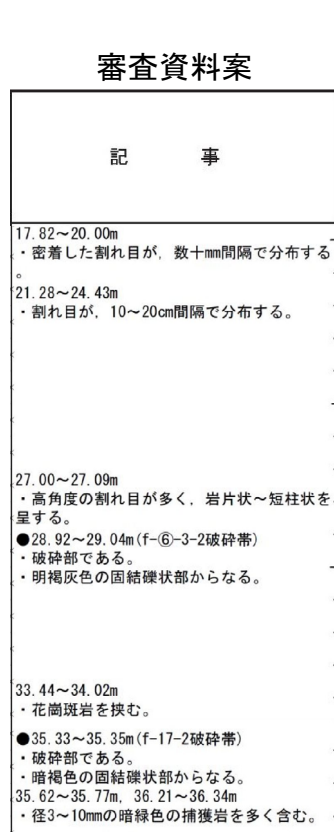 審査資料案
記 事
17.82～20.00m
・密着した割れ目が，数十mm間隔で分布する
。
21.28～24.43m
・割れ目が，10～20cm間隔で分布する。
27.00～27.09m
・高角度の割れ目が多く，岩片状～短柱状を
呈する。
●28.92～29.04m(f-⑥-3-2破砕帯)
・破砕部である。
・明褐灰色の固結礫状部からなる。
33.44～34.02m
・花崗斑岩を挟む。
●35.33～35.35m(f-17-2破砕帯)
・破砕部である。
・暗褐色の固結礫状部からなる。
35.62～35.77m, 36.21～36.34m
・径3～10mmの暗緑色の捕獲岩を多く含む。